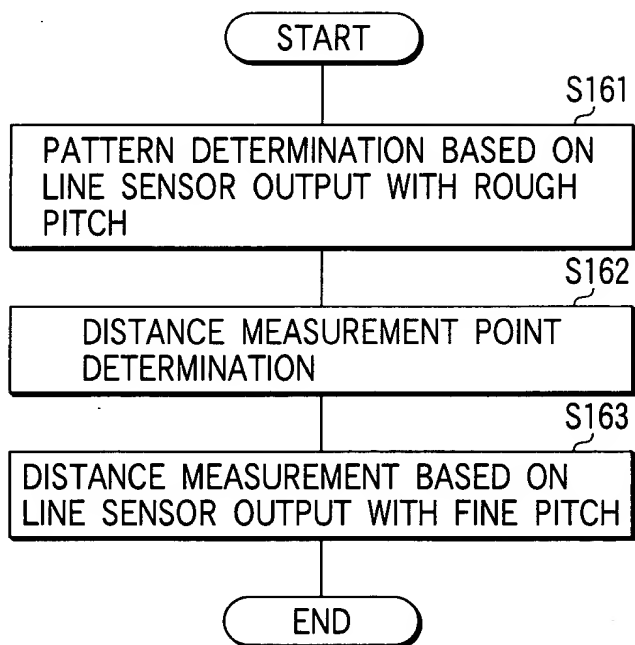 START
S161
PATTERN DETERMINATION BASED ON
LINE SENSOR OUTPUT WITH ROUGH
PITCH
S162
DISTANCE MEASUREMENT POINT
DETERMINATION
S163
DISTANCE MEASUREMENT BASED ON
LINE SENSOR OUTPUT WITH FINE PITCH
END